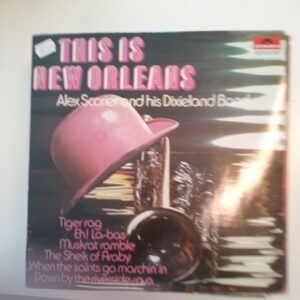 THIS IS
NEW ORLEANS
Alex Scorier and his Dixieland Band
Tiger rag
Eh! La-bas
Muskrat ramble
The Sheik of Araby
When the saints go marchin in
Down by the riverside